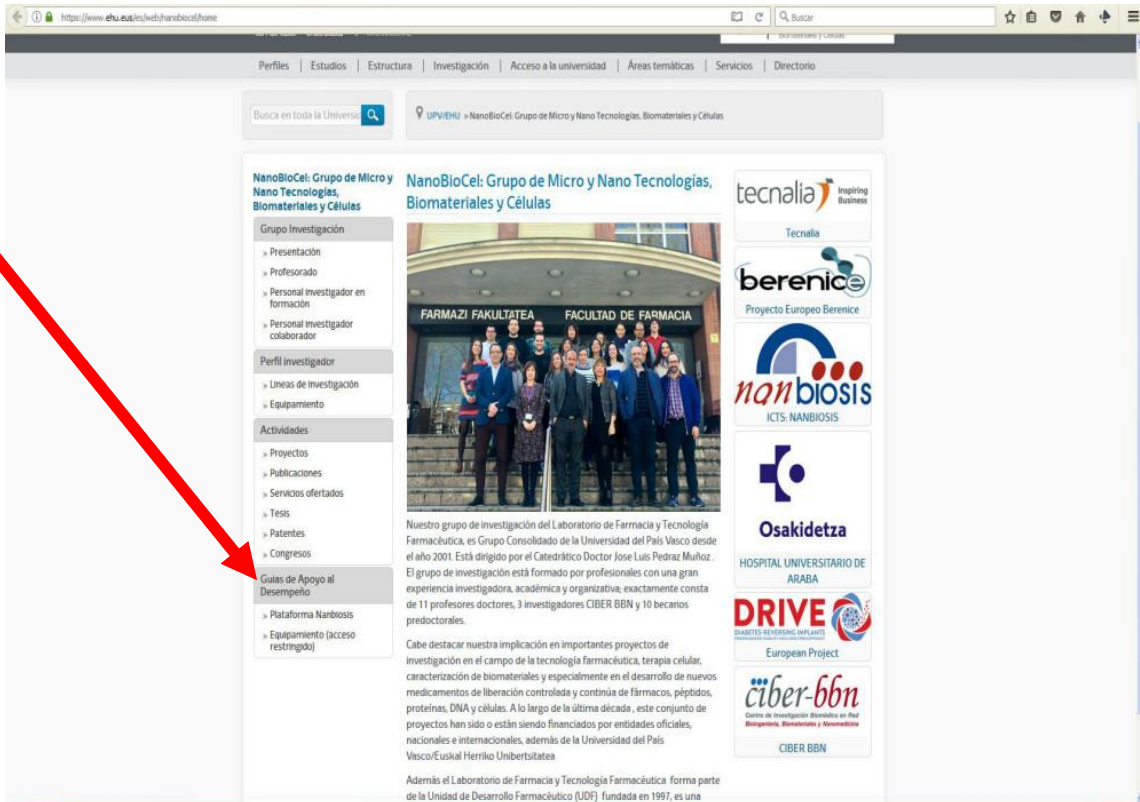 https://www.ehu.eus/es/web/nanobiocel/home
Buscar
Biomateriales y Células
Perfiles | Estudios | Estructura | Investigación | Acceso a la universidad | Áreas temáticas | Servicios | Directorio
Busca en toda la Universid
UPV/EHU » NanoBioCel: Grupo de Micro y Nano Tecnologías, Biomateriales y Células
NanoBioCel: Grupo de Micro y
Nano Tecnologías,
Biomateriales y Células
Grupo Investigación
» Presentación
» Profesorado
» Personal investigador en
formación
» Personal investigador
colaborador
Perfil investigador
» Líneas de investigación
» Equipamiento
Actividades
» Proyectos
» Publicaciones
» Servicios ofertados
» Tesis
» Patentes
» Congresos
Guias de Apoyo al
Desempeño
» Plataforma Nanbiosis
» Equipamiento (acceso
restringido)
NanoBioCel: Grupo de Micro y Nano Tecnologías,
Biomateriales y Células
FARMAZI FAKULTATEA FACULTAD DE FARMACIA
Nuestro grupo de investigación del Laboratorio de Farmacia y Tecnología
Farmacéutica, es Grupo Consolidado de la Universidad del País Vasco desde
el año 2001. Está dirigido por el Catedrático Doctor Jose Luis Pedraz Muñoz .
El grupo de investigación está formado por profesionales con una gran
experiencia investigadora, académica y organizativa; exactamente consta
de 11 profesores doctores, 3 investigadores CIBER BBN y 10 becarios
predoctorales.
Cabe destacar nuestra implicación en importantes proyectos de
investigación en el campo de la tecnología farmacéutica, terapia celular,
caracterización de biomateriales y especialmente en el desarrollo de nuevos
medicamentos de liberación controlada y continúa de fármacos, péptidos,
proteínas, DNA y células. A lo largo de la última década , este conjunto de
proyectos han sido o están siendo financiados por entidades oficiales,
nacionales e internacionales, además de la Universidad del País
Vasco/Euskal Herriko Unibertsitatea
Además el Laboratorio de Farmacia y Tecnología Farmacéutica forma parte
de la Unidad de Desarrollo Farmacéutico (UDF) fundada en 1997, es una
tecnalia Inspiring
Business
Tecnalia
berenice
Proyecto Europeo Berenice
nanbiosis
ICTS: NANBIOSIS
Osakidetza
HOSPITAL UNIVERSITARIO DE
ARABA
DRIVE
DIABETES-REVERSING IMPLANTS
European Project
ciber-bbn
Centro de Investigación Biomédica en Red
Bioingeniería, Biomateriales y Nanomedicina
CIBER BBN